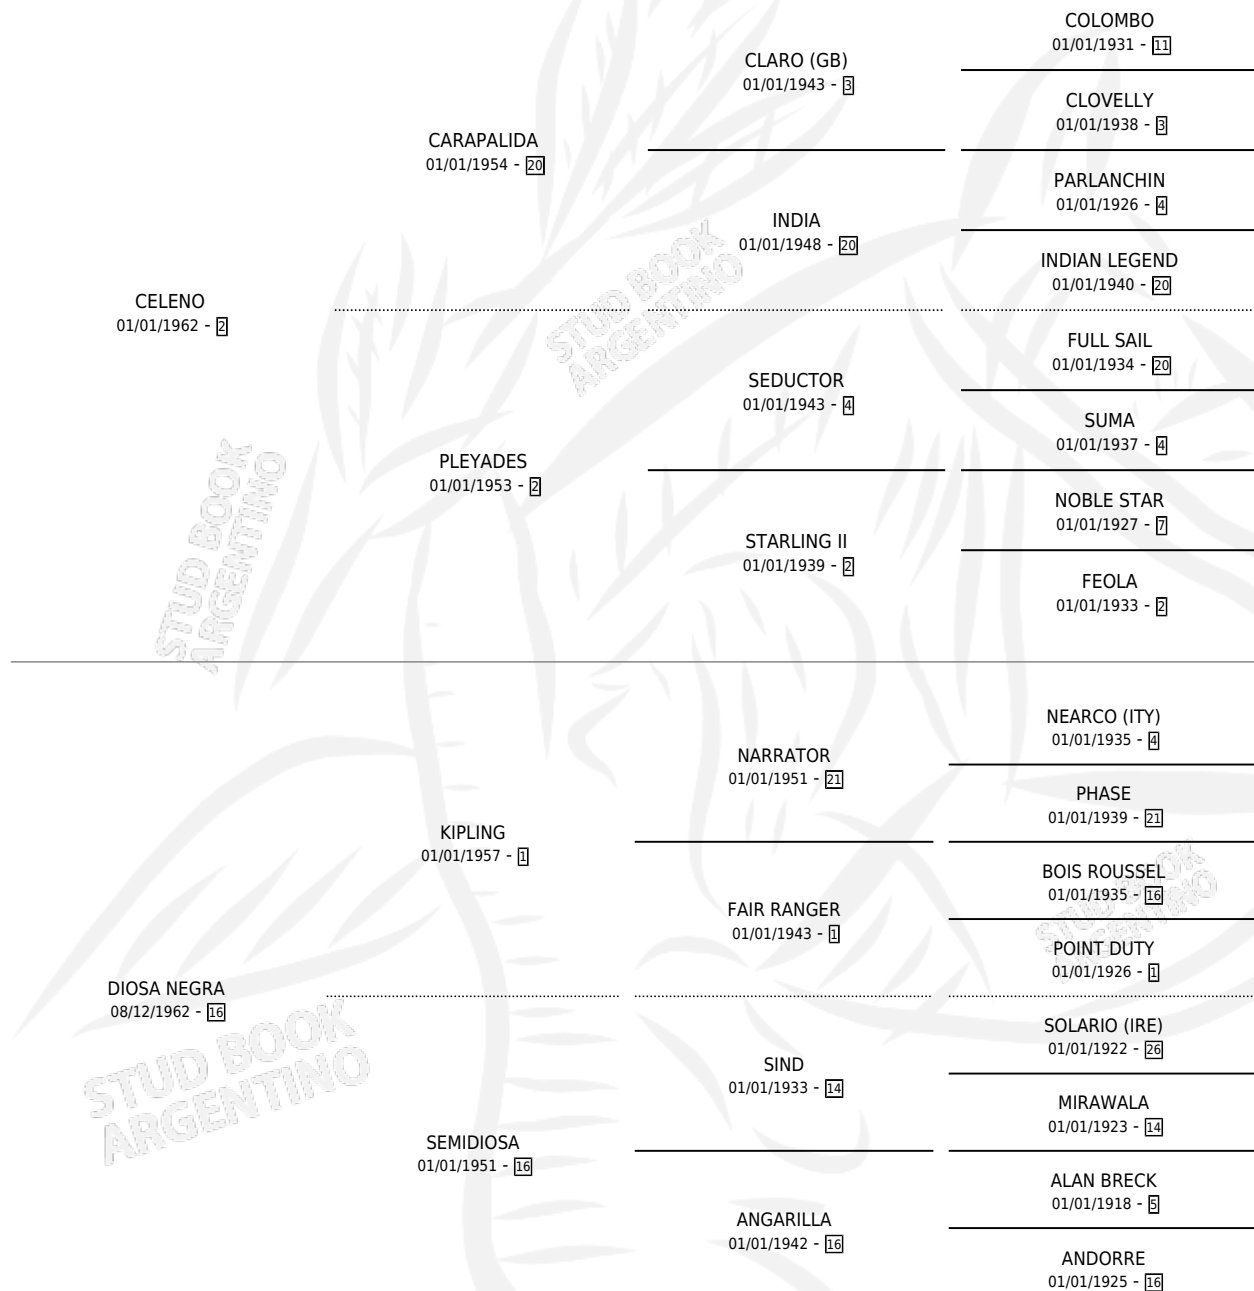 COLOMBO
01/01/1931 - 11
CLARO (GB)
01/01/1943 - 3
CLOVELLY
01/01/1938 - 3
CARAPALIDA
01/01/1954 - 20
PARLANCHIN
01/01/1926 - 4
INDIA
01/01/1948 - 20
INDIAN LEGEND
01/01/1940 - 20
CELENO
01/01/1962 - 2
FULL SAIL
01/01/1934 - 20
SEDUCTOR
01/01/1943 - 4
SUMA
01/01/1937 - 4
PLEYADES
01/01/1953 - 2
NOBLE STAR
01/01/1927 - 7
STARLING II
01/01/1939 - 2
FEOLA
01/01/1933 - 2
NEARCO (ITY)
01/01/1935 - 4
NARRATOR
01/01/1951 - 21
PHASE
01/01/1939 - 21
KIPLING
01/01/1957 - 1
BOIS ROUSSEL
01/01/1935 - 16
FAIR RANGER
01/01/1943 - 1
POINT DUTY
01/01/1926 - 1
DIOSA NEGRA
08/12/1962 - 16
SOLARIO (IRE)
01/01/1922 - 26
SIND
01/01/1933 - 14
MIRAWALA
01/01/1923 - 14
SEMIDIOSA
01/01/1951 - 16
ALAN BRECK
01/01/1918 - 5
ANGARILLA
01/01/1942 - 16
ANDORRE
01/01/1925 - 16
STUD BOOK
ARGENTINO
STUD BOOK
ARGENTINO
STUD BOOK
ARGENTINO
STUD BOOK
ARGENTINO